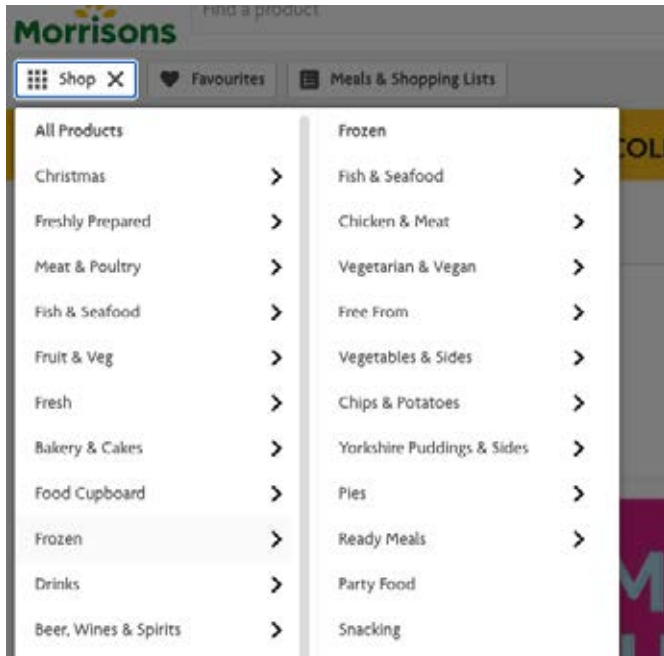 Find a product
Morrisons
Shop
Favourites
Meals & Shopping Lists
All Products
Christmas
Freshly Prepared
Meat & Poultry
Fish & Seafood
Fruit & Veg
Fresh
Bakery & Cakes
Food Cupboard
Frozen
Drinks
Beer, Wines & Spirits
Frozen
Fish & Seafood
Chicken & Meat
Vegetarian & Vegan
Free From
Vegetables & Sides
Chips & Potatoes
Yorkshire Puddings & Sides
Pies
Ready Meals
Party Food
Snacking